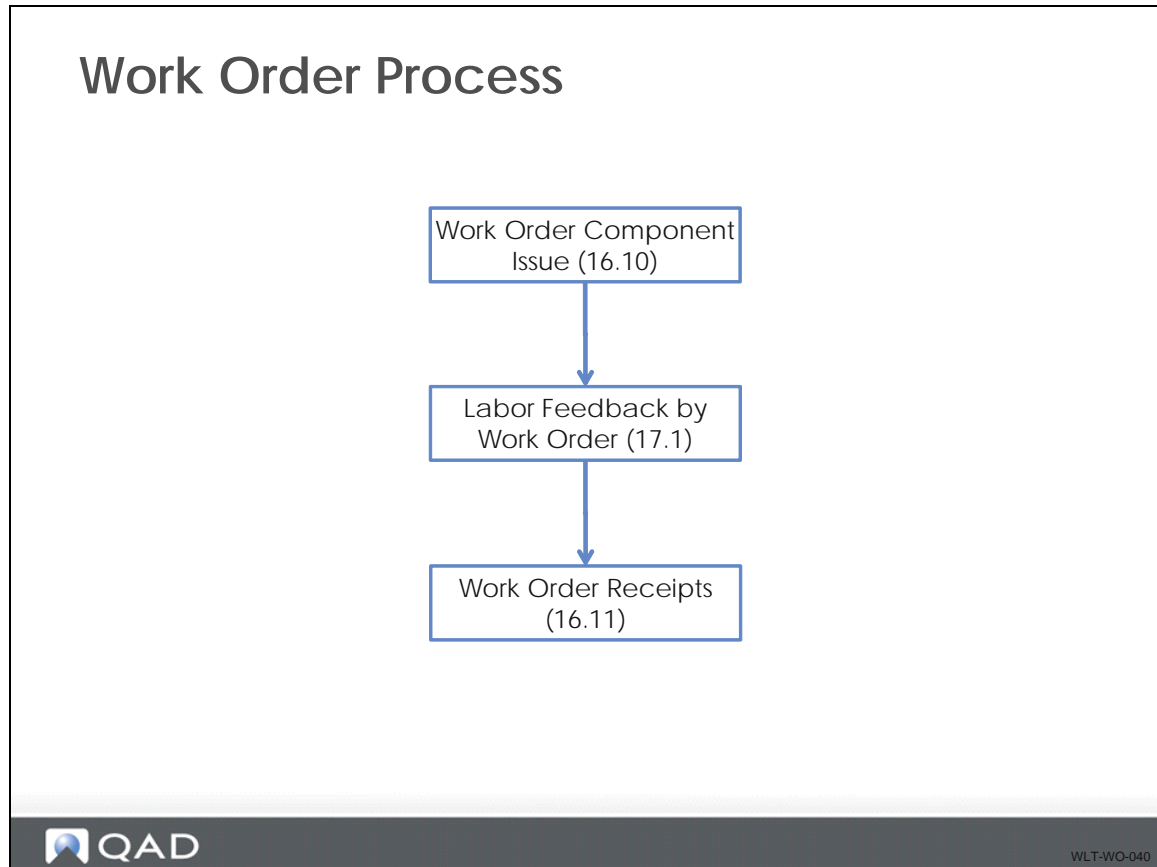 Work Order Process
Work Order Component
Issue (16.10)
Labor Feedback by
Work Order (17.1)
Work Order Receipts
(16.11)
QAD
WLT-WO-040